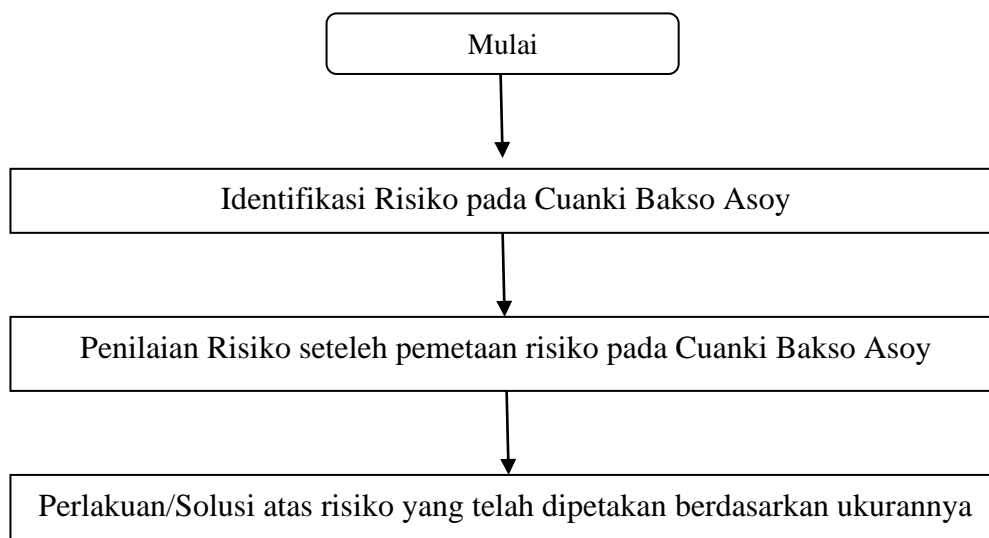 Mulai
Identifikasi Risiko pada Cuanki Bakso Asoy
Penilaian Risiko seteleh pemetaan risiko pada Cuanki Bakso Asoy
Perlakuan/Solusi atas risiko yang telah dipetakan berdasarkan ukurannya